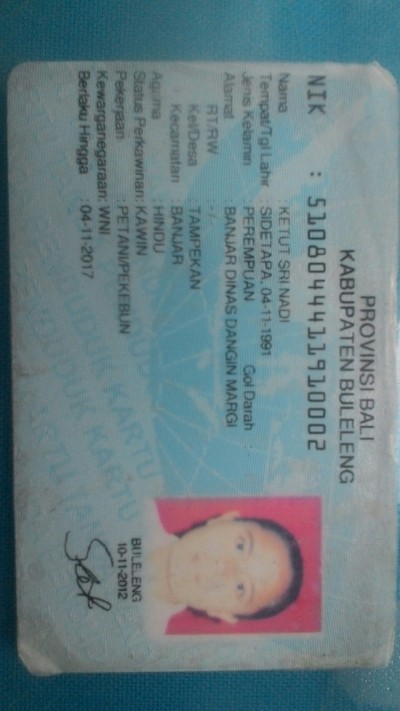 PROVINSI BALI
KABUPATEN BULELENG
NIK : 5108044411910002
Nama : KETUT SRI NADI
Tempat/Tgl Lahir : SIDETAPA, 04-11-1991
Jenis Kelamin : PEREMPUAN Gol Darah :
Alamat : BANJAR DINAS DANGIN MARGI
RT/RW : - / -
Kel/Desa : TAMPEKAN
Kecamatan : BANJAR
Agama : HINDU
Status Perkawinan: KAWIN
Pekerjaan : PETANI/PEKEBUN
Kewarganegaraan: WNI
Berlaku Hingga : 04-11-2017
BULELENG
10-11-2012